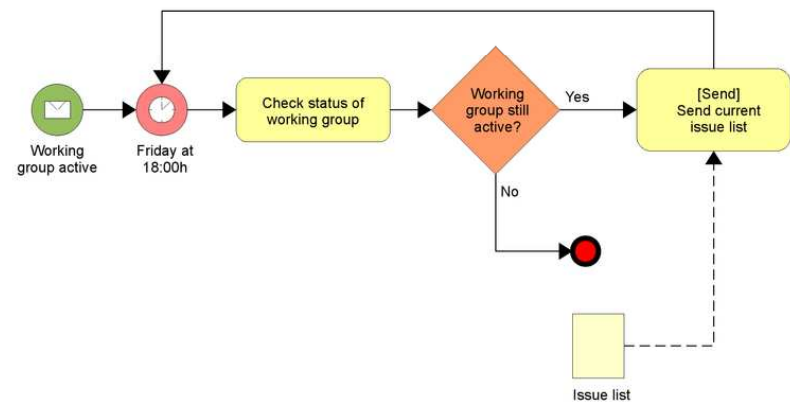 Working
group active
Friday at
18:00h
Check status of
working group
Working
group still
active?
Yes
No
[Send]
Send current
issue list
Issue list